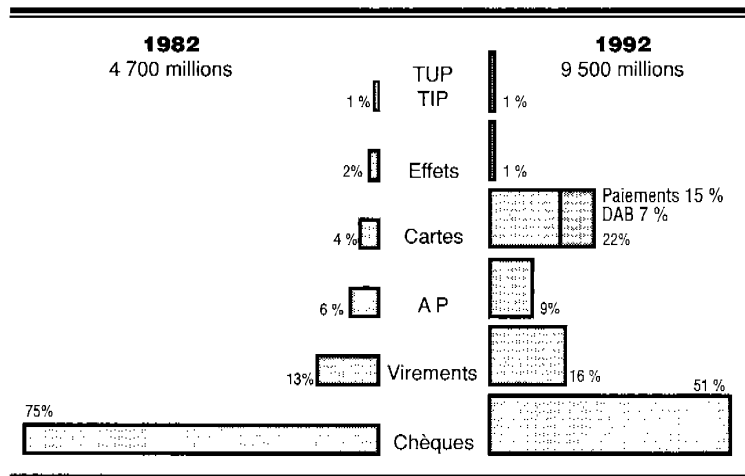 1982
4 700 millions
1992
9 500 millions
1 %
TUP
TIP
1 %
2%
Effets
1 %
4 %
Cartes
Paiements 15 %
DAB 7 %
22%
6 %
A P
9%
13%
Virements
16 %
75%
Chèques
51 %